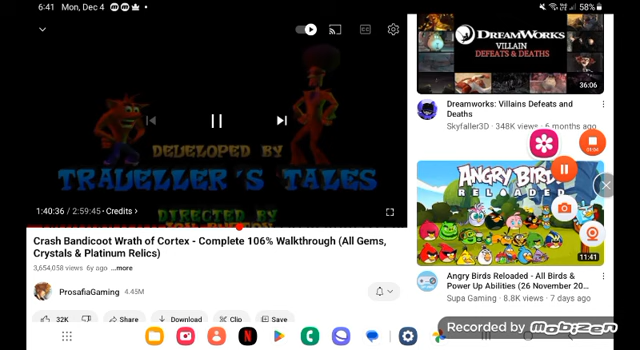 6:41 Mon, Dec 4
58%
DEVELOPED BY
TRAVELLER'S TALES
DIRECTED BY
1:40:36 / 2:59:45 • Credits >
Crash Bandicoot Wrath of Cortex - Complete 106% Walkthrough (All Gems,
Crystals & Platinum Relics)
3,654,058 views 6y ago ...more
ProsafiaGaming 4.45M
32K
Share
Download
Clip
Save
DREAMWORKS
VILLAIN
DEFEATS & DEATHS
36:06
Dreamworks: Villains Defeats and
Deaths
Skyfaller3D · 348K views · 6 months ago
ANGRY BIRDS
RELOADED
11:41
Angry Birds Reloaded - All Birds &
Power Up Abilities (26 November 20...
Supa Gaming · 8.8K views · 7 days ago
Recorded by Mobizen